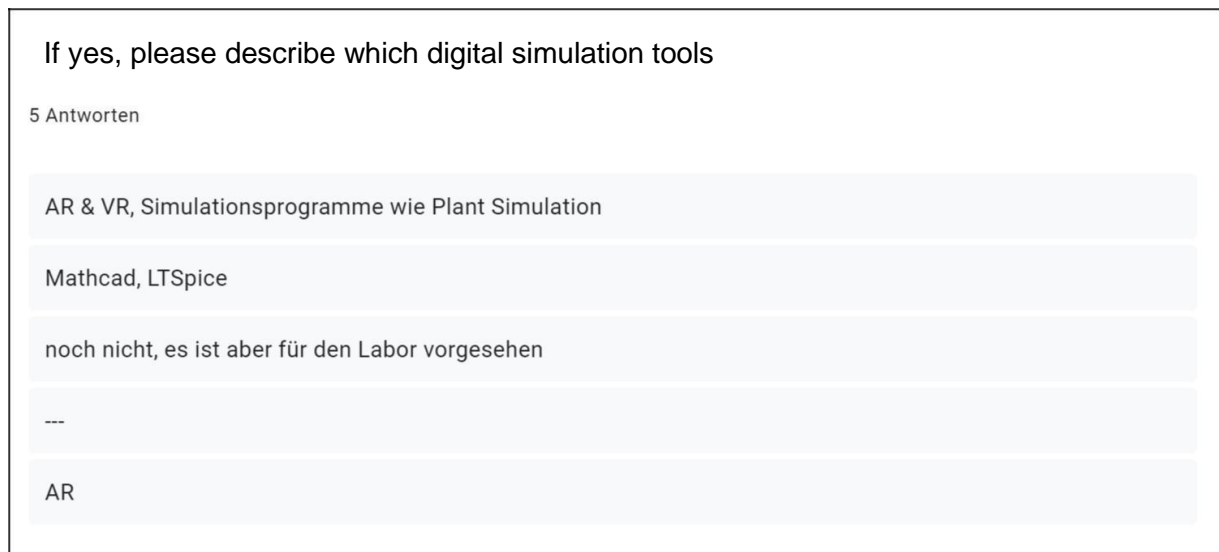 If yes, please describe which digital simulation tools
5 Antworten
AR & VR, Simulationsprogramme wie Plant Simulation
Mathcad, LTSpice
noch nicht, es ist aber für den Labor vorgesehen
---
AR